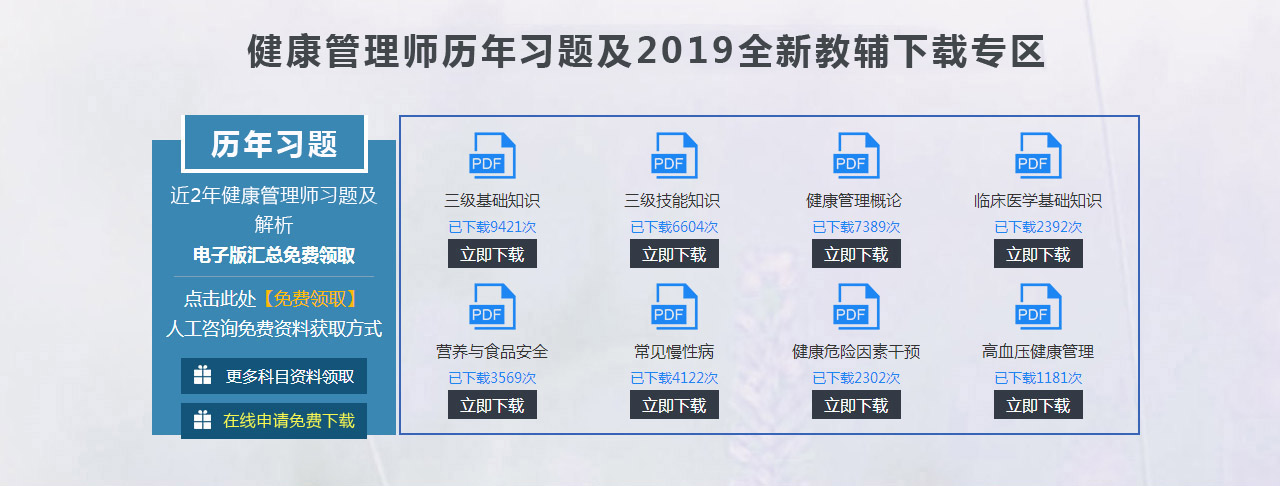 健康管理师历年习题及2019全新教辅下载专区
历年习题
近2年健康管理师习题及
解析
电子版汇总免费领取
点击此处【免费领取】
人工咨询免费资料获取方式
更多科目资料领取
在线申请免费下载
PDF PDF PDF PDF
三级基础知识 三级技能知识 健康管理概论 临床医学基础知识
已下载9421次 已下载6604次 已下载7389次 已下载2392次
立即下载 立即下载 立即下载 立即下载
PDF PDF PDF PDF
营养与食品安全 常见慢性病 健康危险因素干预 高血压健康管理
已下载3569次 已下载4122次 已下载2302次 已下载1181次
立即下载 立即下载 立即下载 立即下载